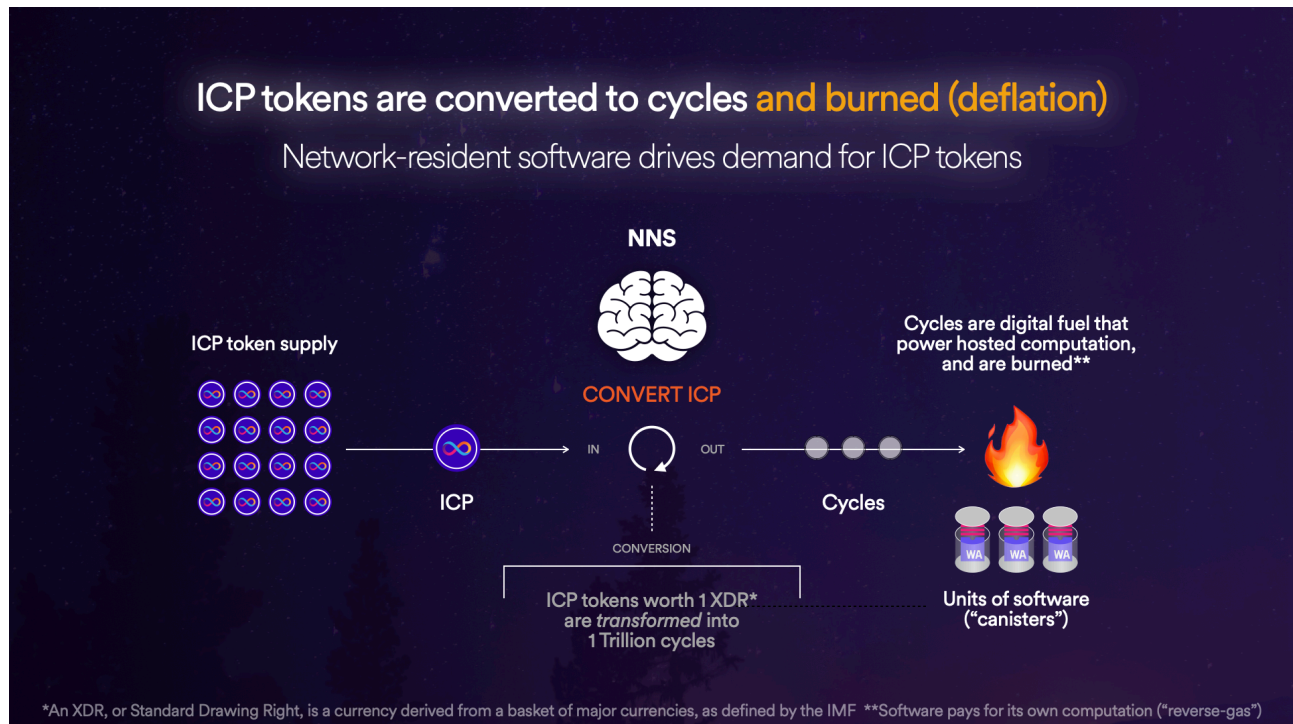 ICP tokens are converted to cycles and burned (deflation)
Network-resident software drives demand for ICP tokens
NNS
ICP token supply
CONVERT ICP
IN
OUT
ICP
Cycles
Cycles are digital fuel that
power hosted computation,
and are burned**
CONVERSION
ICP tokens worth 1 XDR*
are transformed into
1 Trillion cycles
WA
WA
WA
Units of software
(“canisters”)
*An XDR, or Standard Drawing Right, is a currency derived from a basket of major currencies, as defined by the IMF **Software pays for its own computation (“reverse-gas”)